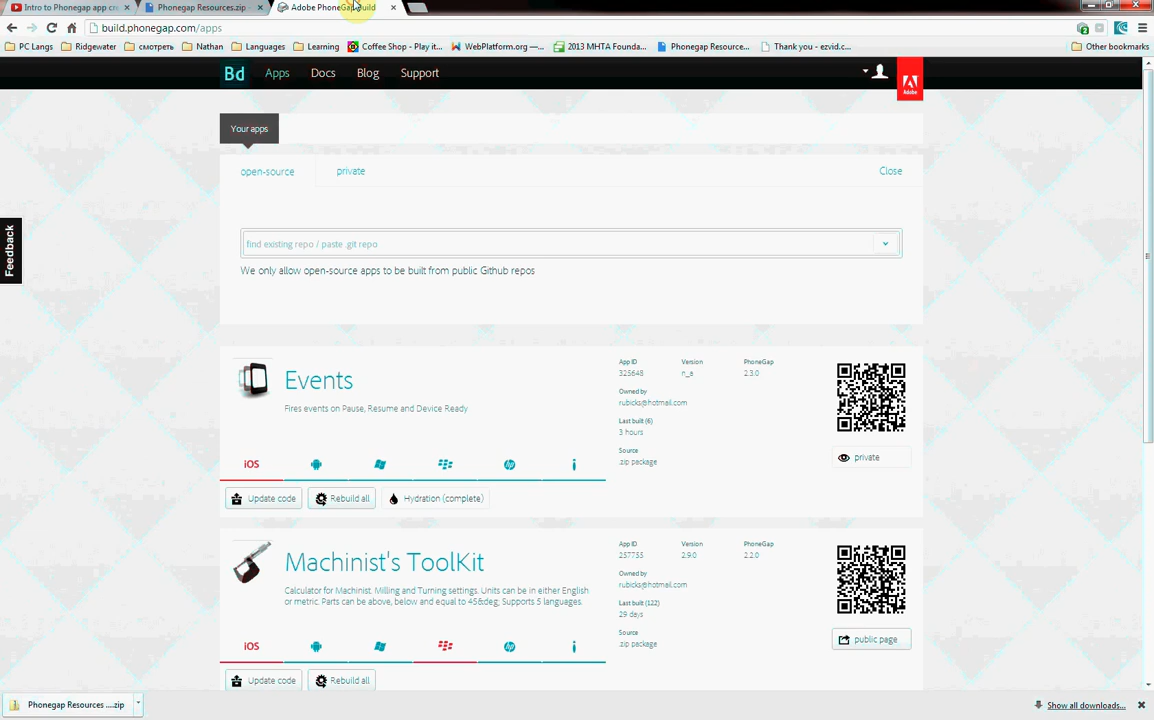 Intro to Phonegap app cr
Phonegap Resources.zip
Adobe PhoneGap Build
build.phonegap.com/apps
PC Langs
Ridgewater
смотреть
Nathan
Languages
Learning
Coffee Shop - Play it...
WebPlatform.org —...
2013 MHTA Founda...
Phonegap Resource...
Thank you - ezvid.c...
Other bookmarks
Bd Apps Docs Blog Support
Adobe
Your apps
open-source private Close
Feedback
find existing repo / paste .git repo
We only allow open-source apps to be built from public Github repos
Events
Fires events on Pause, Resume and Device Ready
App ID Version PhoneGap
325648 n_a 2.3.0
Owned by
rubicks@hotmail.com
Last built (6)
3 hours
Source
.zip package
private
iOS
Update code Rebuild all Hydration (complete)
Machinist's ToolKit
Calculator for Machinist. Milling and Turning settings. Units can be in either English
or metric. Parts can be above, below and equal to 45&deg; Supports 5 languages.
App ID Version PhoneGap
257755 2.9.0 2.2.0
Owned by
rubicks@hotmail.com
Last built (122)
29 days
Source
.zip package
public page
iOS
Update code Rebuild all
Phonegap Resources ....zip
Show all downloads...